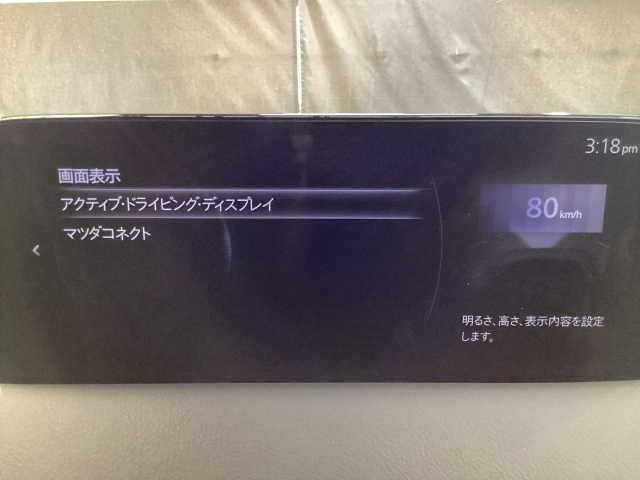 3:18pm
画面表示
アクティブ・ドライビング・ディスプレイ
マツダコネクト
80 km/h
明るさ、高さ、表示内容を設定
します。